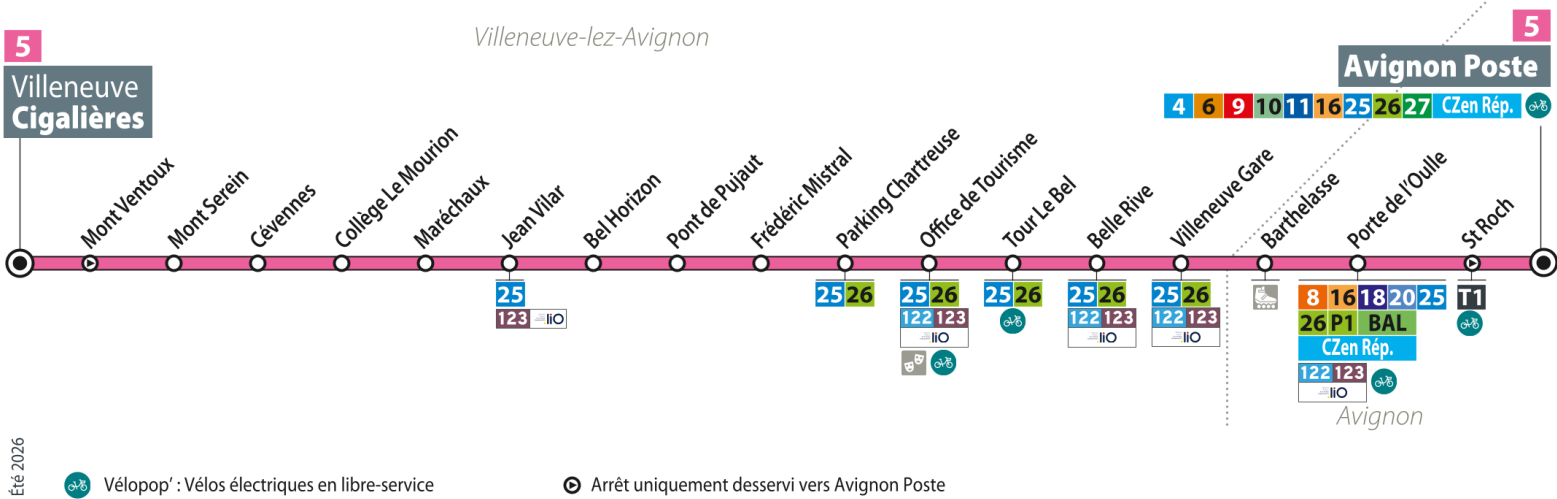 5
Villeneuve
Cigalières
Villeneuve-lez-Avignon
5
Avignon Poste
4 6 9 10 11 16 25 26 27 CZen Rép.
Mont Ventoux
Mont Serein
Cévennes
Collège Le Mourion
Maréchaux
Jean Vilar
Bel Horizon
Pont de Pujaut
Frédéric Mistral
Parking Chartreuse
Office de Tourisme
Tour Le Bel
Belle Rive
Villeneuve Gare
Barthelasse
Porte de l'Oulle
St Roch
25
123 liO
25 26
25 26
122 123
liO
25 26
25 26
122 123
liO
25 26
122 123
liO
8 16 18 20 25
26 P1 BAL
CZen Rép.
122 123
liO
T1
Avignon
Été 2026
Vélopop' : Vélos électriques en libre-service
Arrêt uniquement desservi vers Avignon Poste